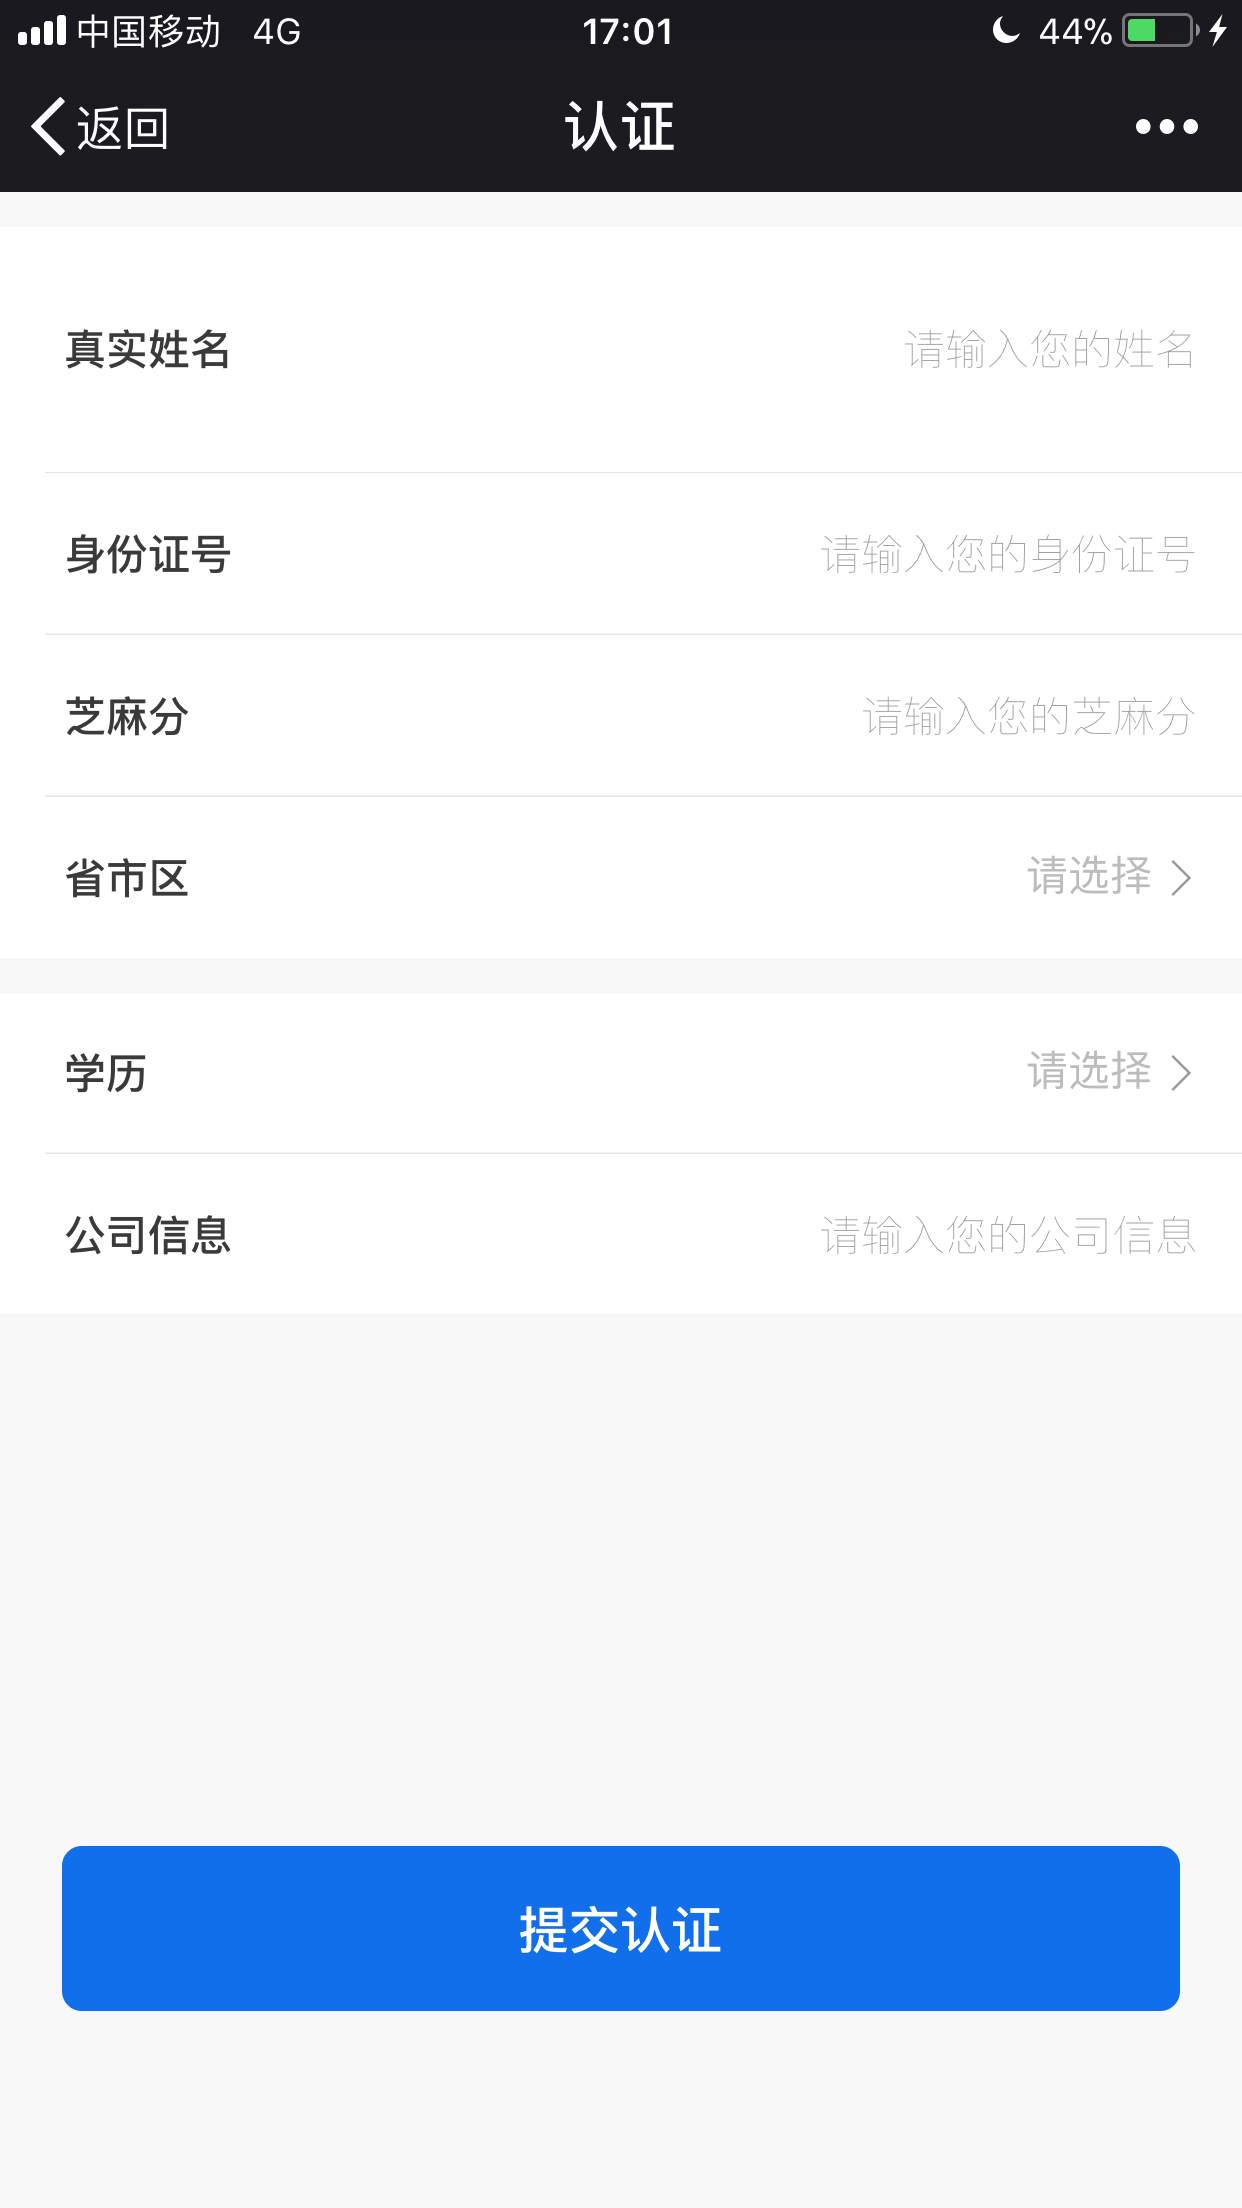 中国移动 4G 17:01 44%
返回 认证
真实姓名 请输入您的姓名
身份证号 请输入您的身份证号
芝麻分 请输入您的芝麻分
省市区 请选择
学历 请选择
公司信息 请输入您的公司信息
提交认证